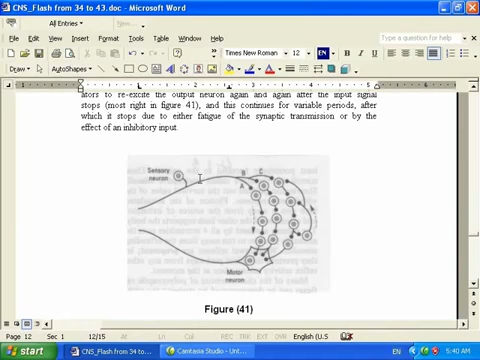 CNS_Flash from 34 to 43.doc - Microsoft Word
All Entries
New...
File Edit View Insert Format Tools Table Window Help
Type a question for help
Times New Roman 12 EN B I U
Draw AutoShapes
ators to re-excite the output neuron again and again after the input signal
stops (most right in figure 41), and this continues for variable periods, after
which it stops due to either fatigue of the synaptic transmission or by the
effect of an inhibitory input.
Sensory
neuron
B C
A
Motor
neuron
Figure (41)
Page 12 Sec 1 12/15 At Ln Col REC TRK EXT OVR English (U.S
start CNS_Flash from 34 to... Camtasia Studio - Unt... EN 5:40 AM